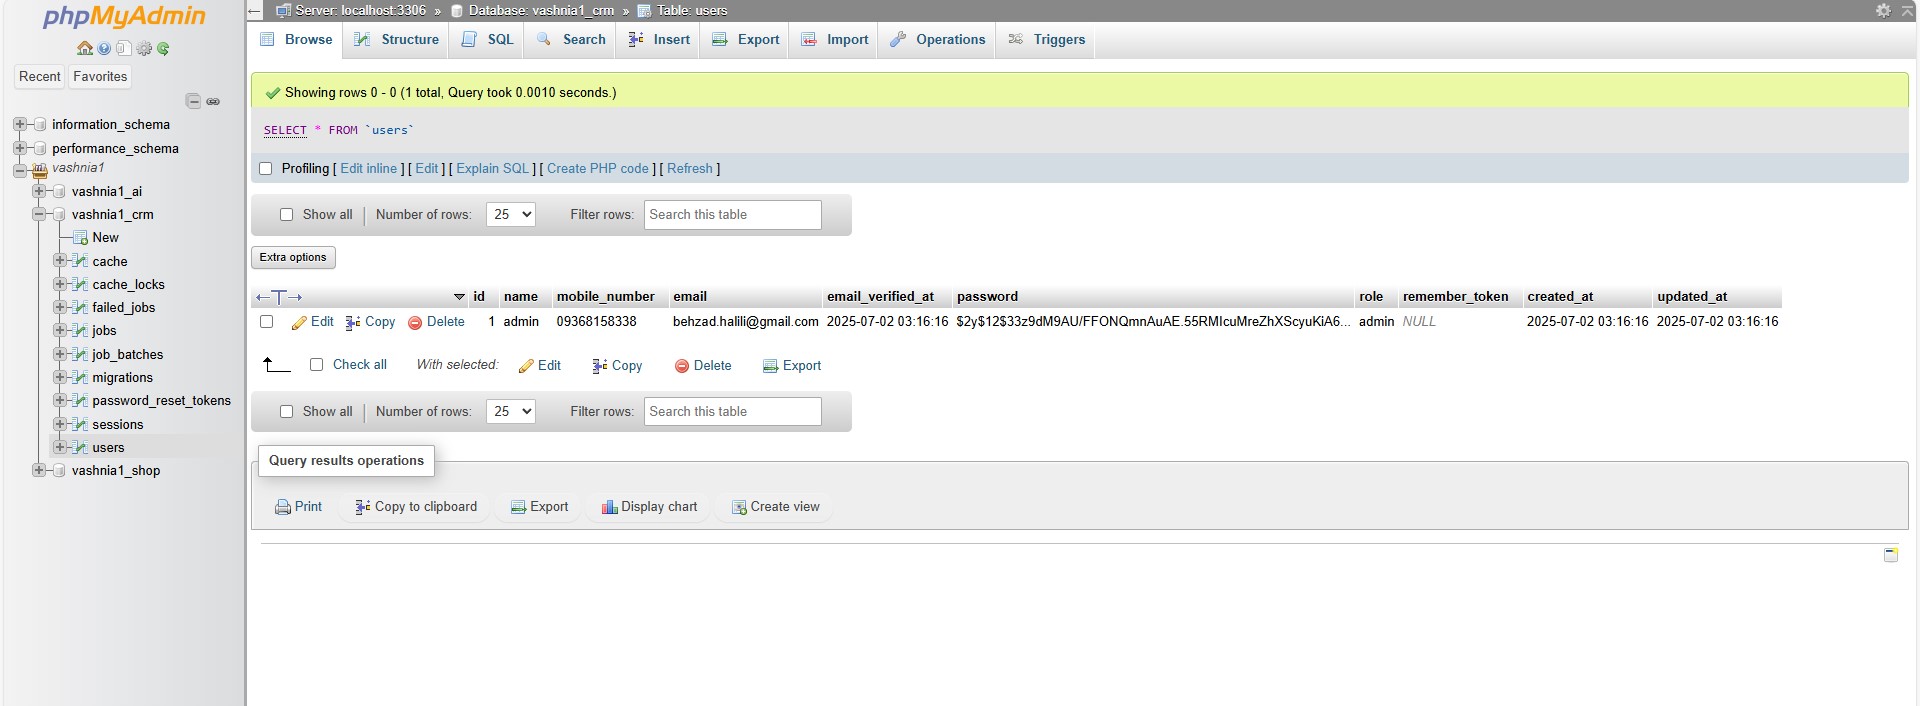 phpMyAdmin
Recent Favorites
information_schema
performance_schema
vashnia1
vashnia1_ai
vashnia1_crm
New
cache
cache_locks
failed_jobs
jobs
job_batches
migrations
password_reset_tokens
sessions
users
vashnia1_shop
Server: localhost:3306 » Database: vashnia1_crm » Table: users
Browse Structure SQL Search Insert Export Import Operations Triggers
Showing rows 0 - 0 (1 total, Query took 0.0010 seconds.)
SELECT * FROM `users`
Profiling [ Edit inline ] [ Edit ] [ Explain SQL ] [ Create PHP code ] [ Refresh ]
Show all Number of rows: 25 Filter rows: Search this table
Extra options
id name mobile_number email email_verified_at password role remember_token created_at updated_at
Edit Copy Delete 1 admin 09368158338 behzad.halili@gmail.com 2025-07-02 03:16:16 $2y$12$33z9dM9AU/FFONQmnAuAE.55RMIcuMreZhXScyuKiA6... admin NULL 2025-07-02 03:16:16 2025-07-02 03:16:16
Check all With selected: Edit Copy Delete Export
Show all Number of rows: 25 Filter rows: Search this table
Query results operations
Print Copy to clipboard Export Display chart Create view